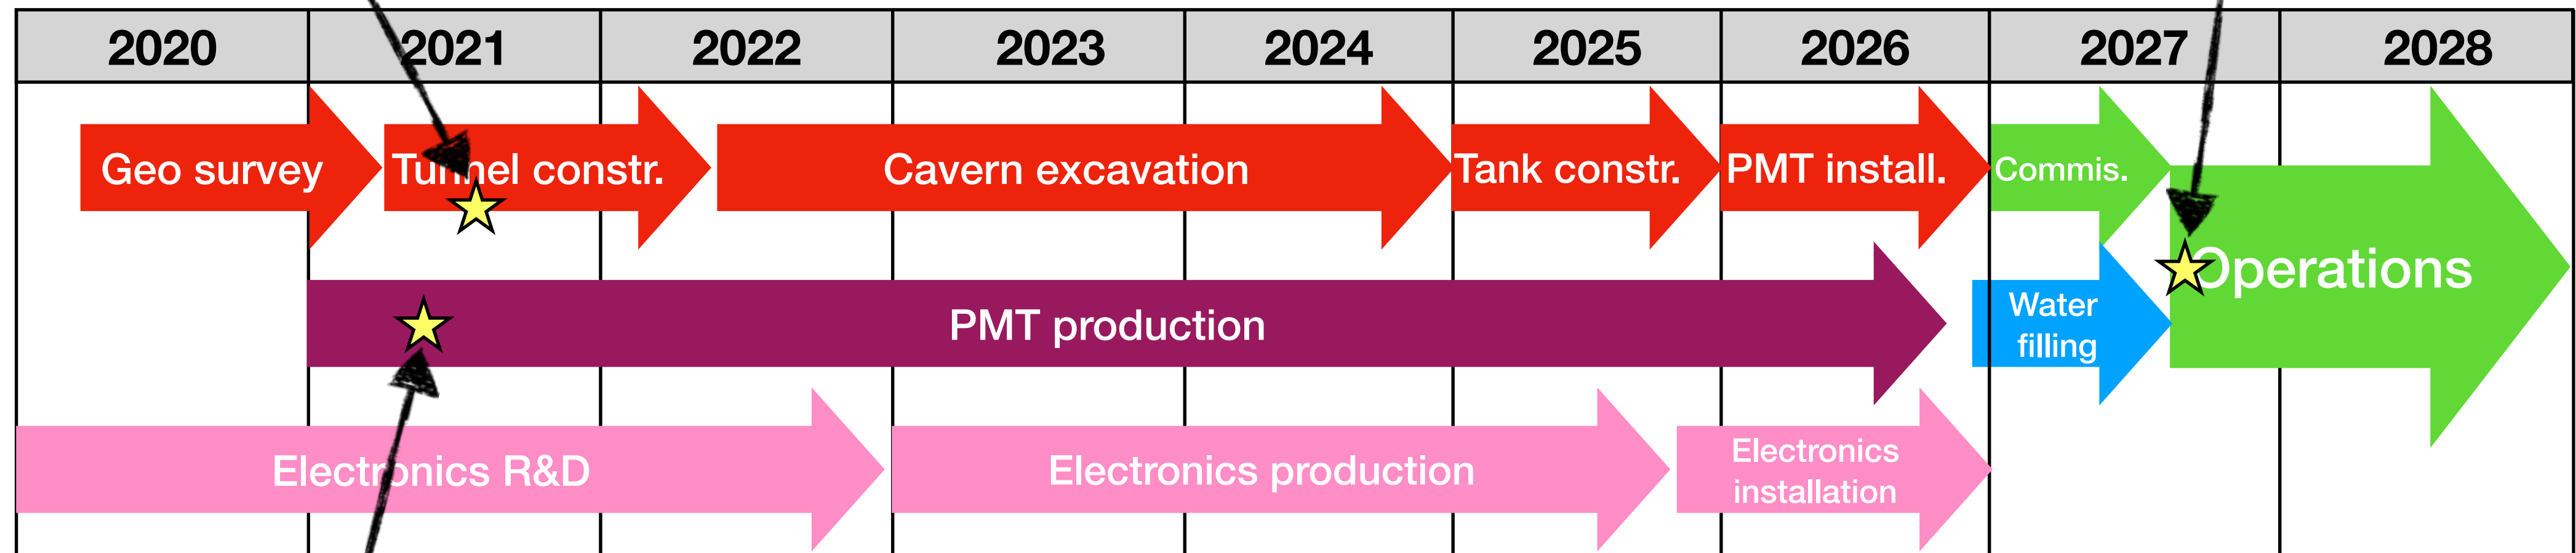 2020 2021 2022 2023 2024 2025 2026 2027 2028
Geo survey
Tunnel constr.
Cavern excavation
Tank constr.
PMT install.
Commis.
Operations
PMT production
Water
filling
Electronics R&D
Electronics production
Electronics
installation